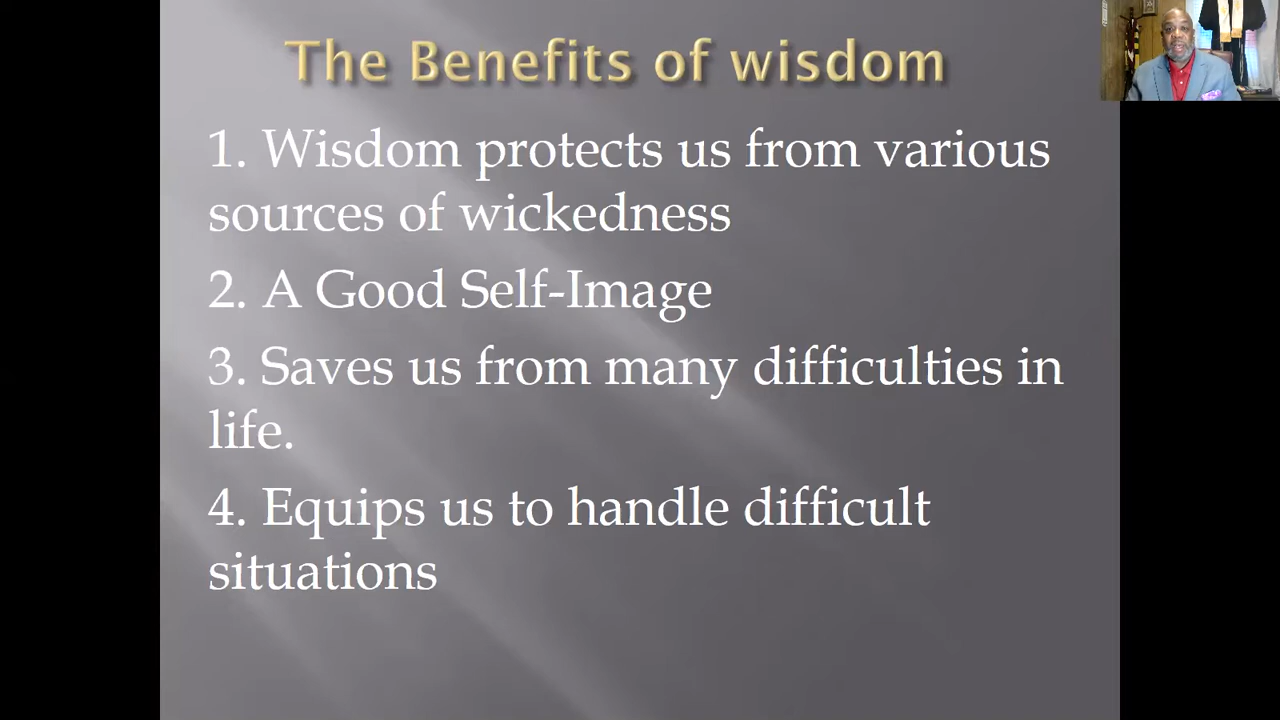 The Benefits of wisdom
1. Wisdom protects us from various
sources of wickedness
2. A Good Self-Image
3. Saves us from many difficulties in
life.
4. Equips us to handle difficult
situations